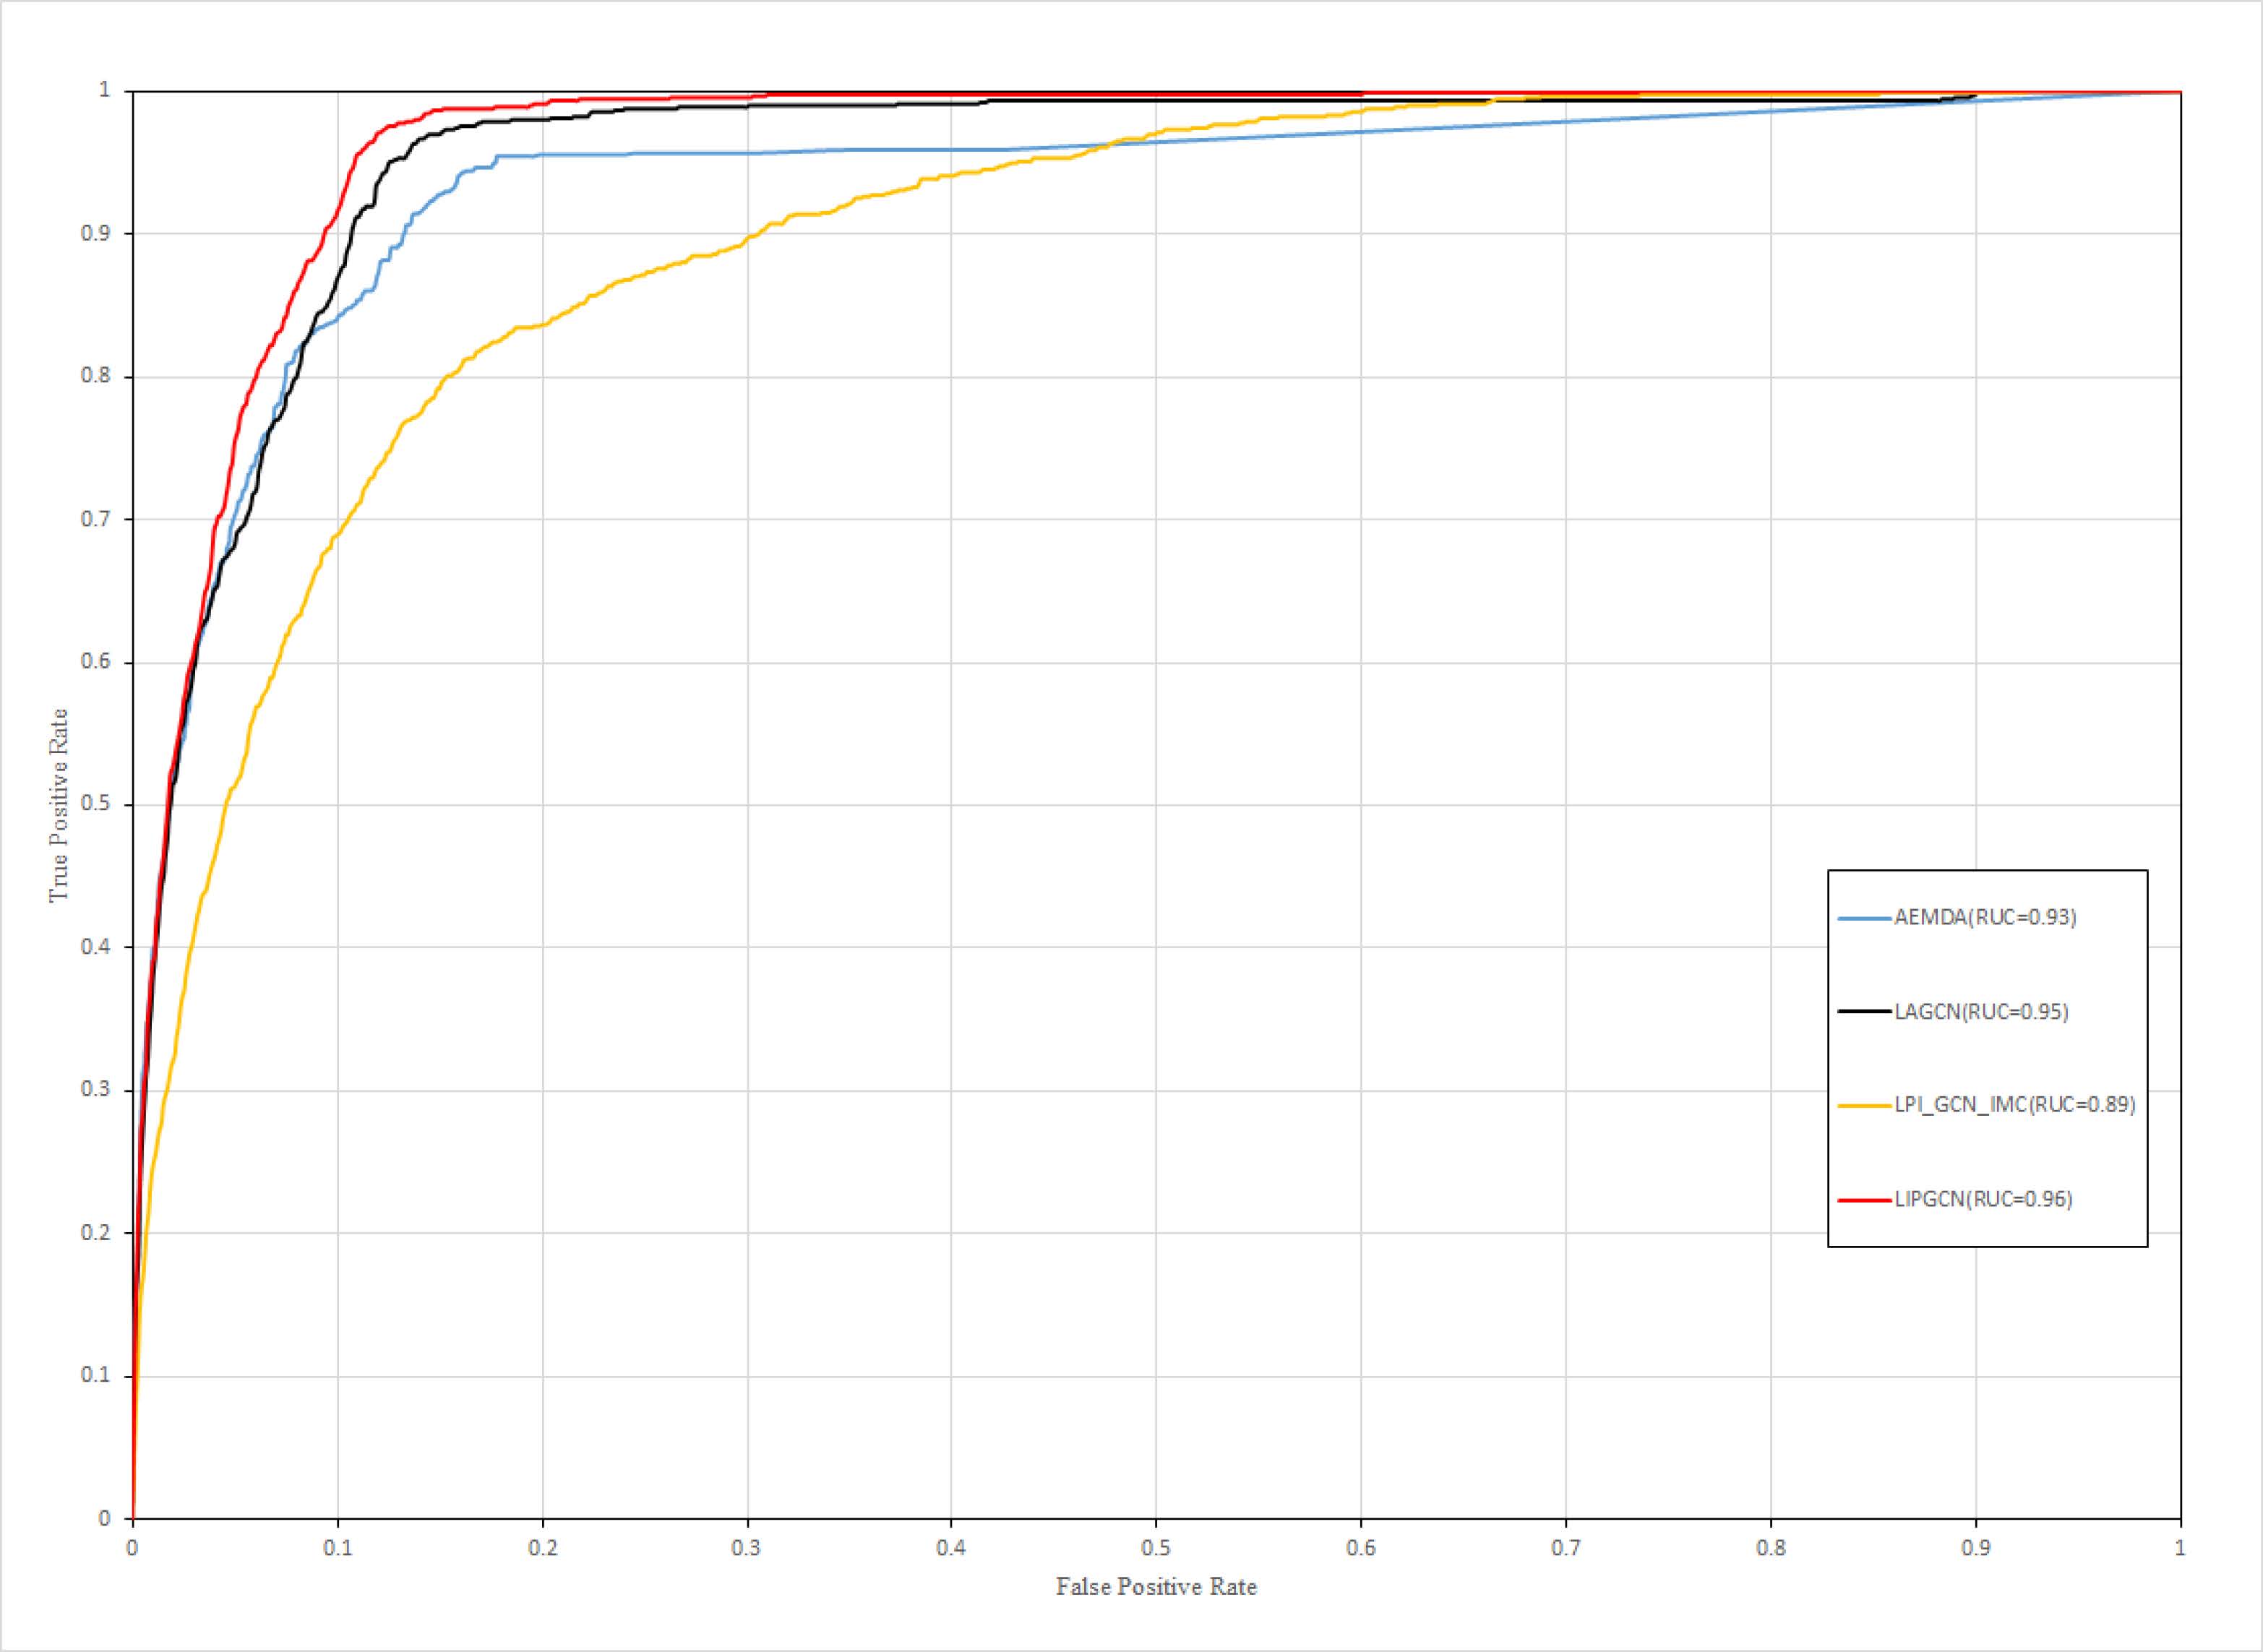 1
0.9
0.8
0.7
0.6
0.5
0.4
0.3
0.2
0.1
0
True Positive Rate
0 0.1 0.2 0.3 0.4 0.5 0.6 0.7 0.8 0.9 1
False Positive Rate
AEMDA(RUC=0.93)
LAGCN(RUC=0.95)
LPI_GCN_IMC(RUC=0.89)
LIPGCN(RUC=0.96)